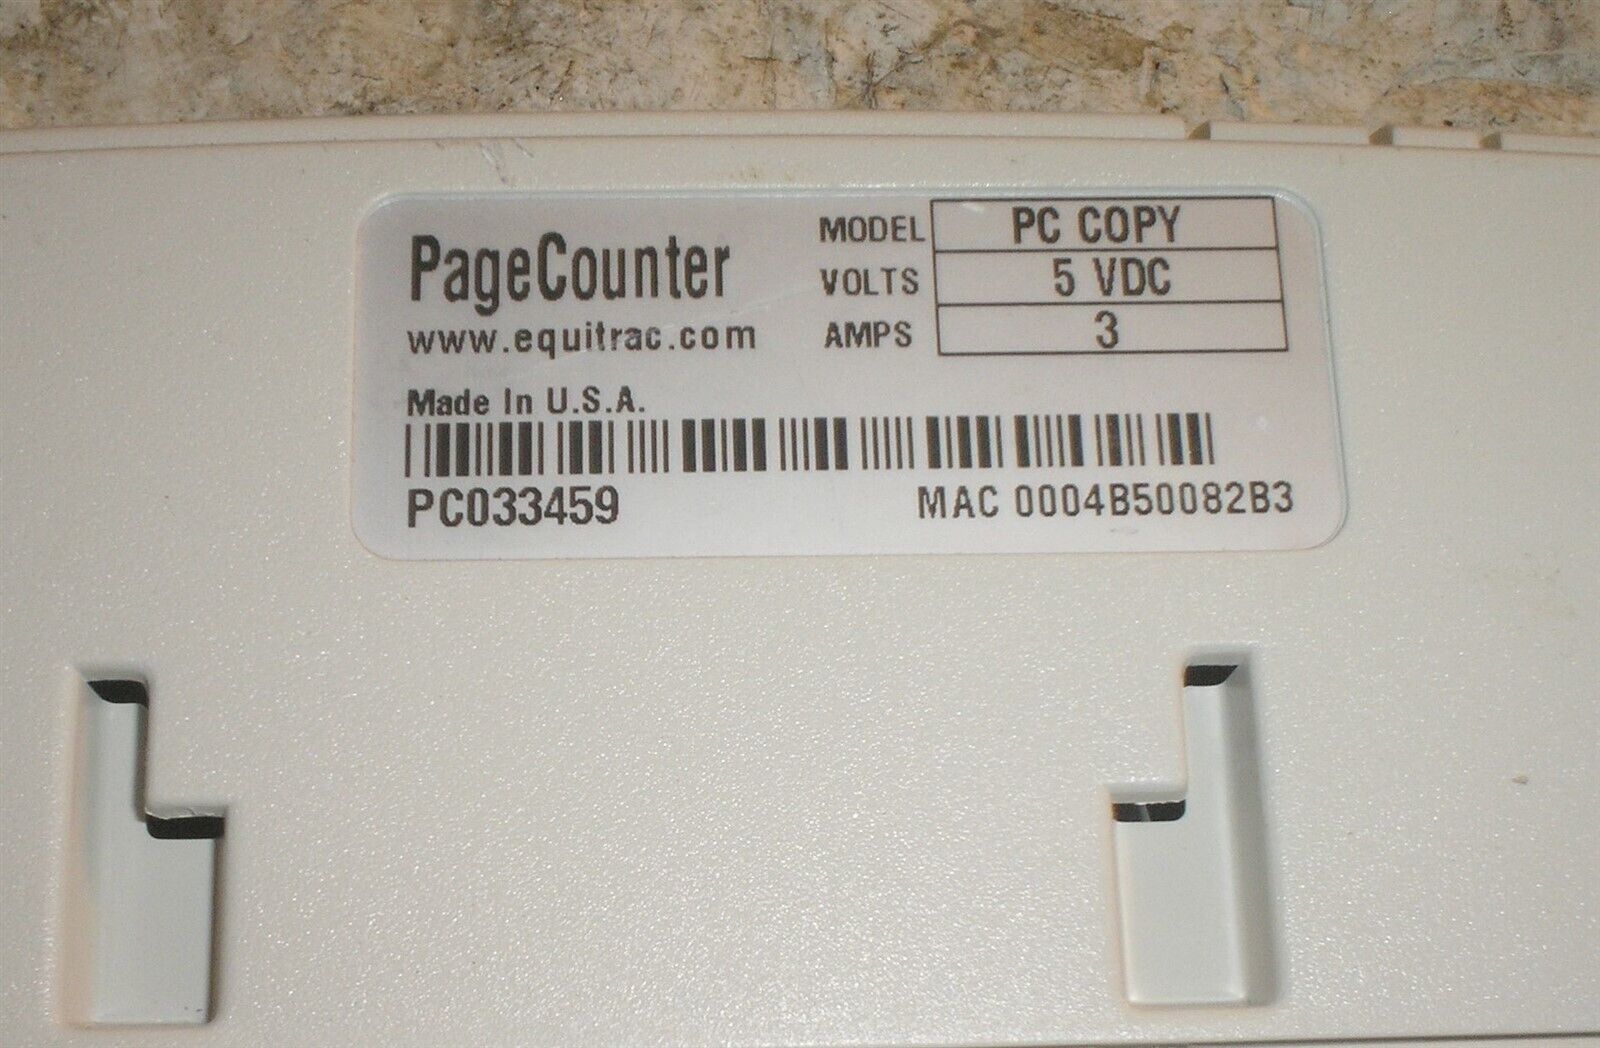 PageCounter
www.equitrac.com
MODEL PC COPY
VOLTS 5 VDC
AMPS 3
Made In U.S.A.
PC033459
MAC 0004B50082B3